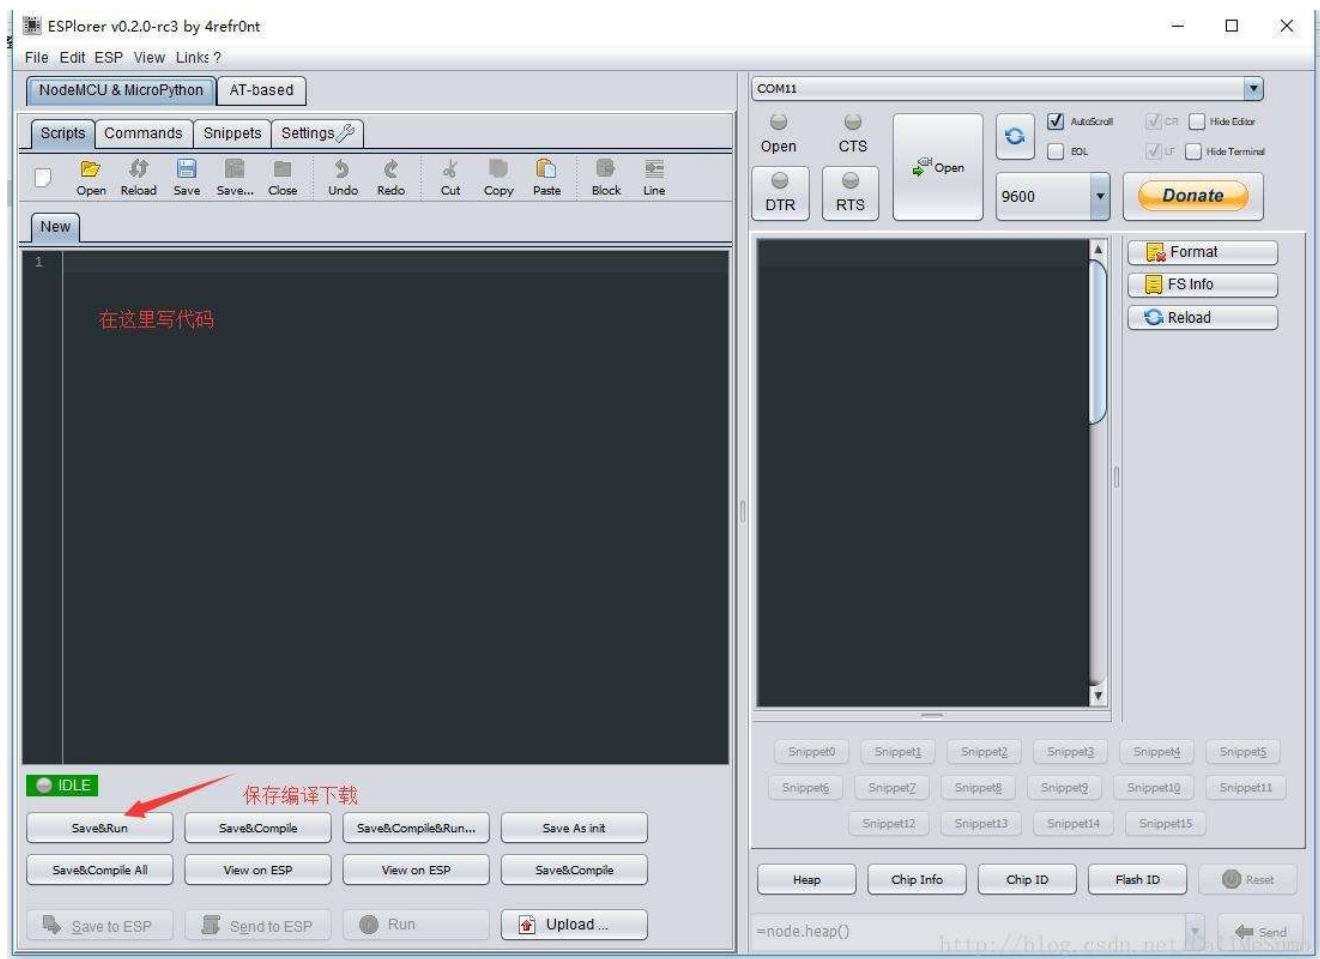 ESPlorer v0.2.0-rc3 by 4refr0nt
File Edit ESP View Links ?
NodeMCU & MicroPython AT-based
Scripts Commands Snippets Settings
Open Reload Save Save... Close Undo Redo Cut Copy Paste Block Line
New
1
在这里写代码
IDLE
保存编译下载
Save&Run Save&Compile Save&Compile&Run... Save As init
Save&Compile All View on ESP View on ESP Save&Compile
Save to ESP Send to ESP Run Upload ...
COM11
Open CTS Open AutoScroll CR Hide Editor
EOL LF Hide Terminal
DTR RTS 9600 Donate
Format
FS Info
Reload
Snippet0 Snippet1 Snippet2 Snippet3 Snippet4 Snippet5
Snippet6 Snippet7 Snippet8 Snippet9 Snippet10 Snippet11
Snippet12 Snippet13 Snippet14 Snippet15
Heap Chip Info Chip ID Flash ID Reset
=node.heap() Send
http://blog.csdn.net/